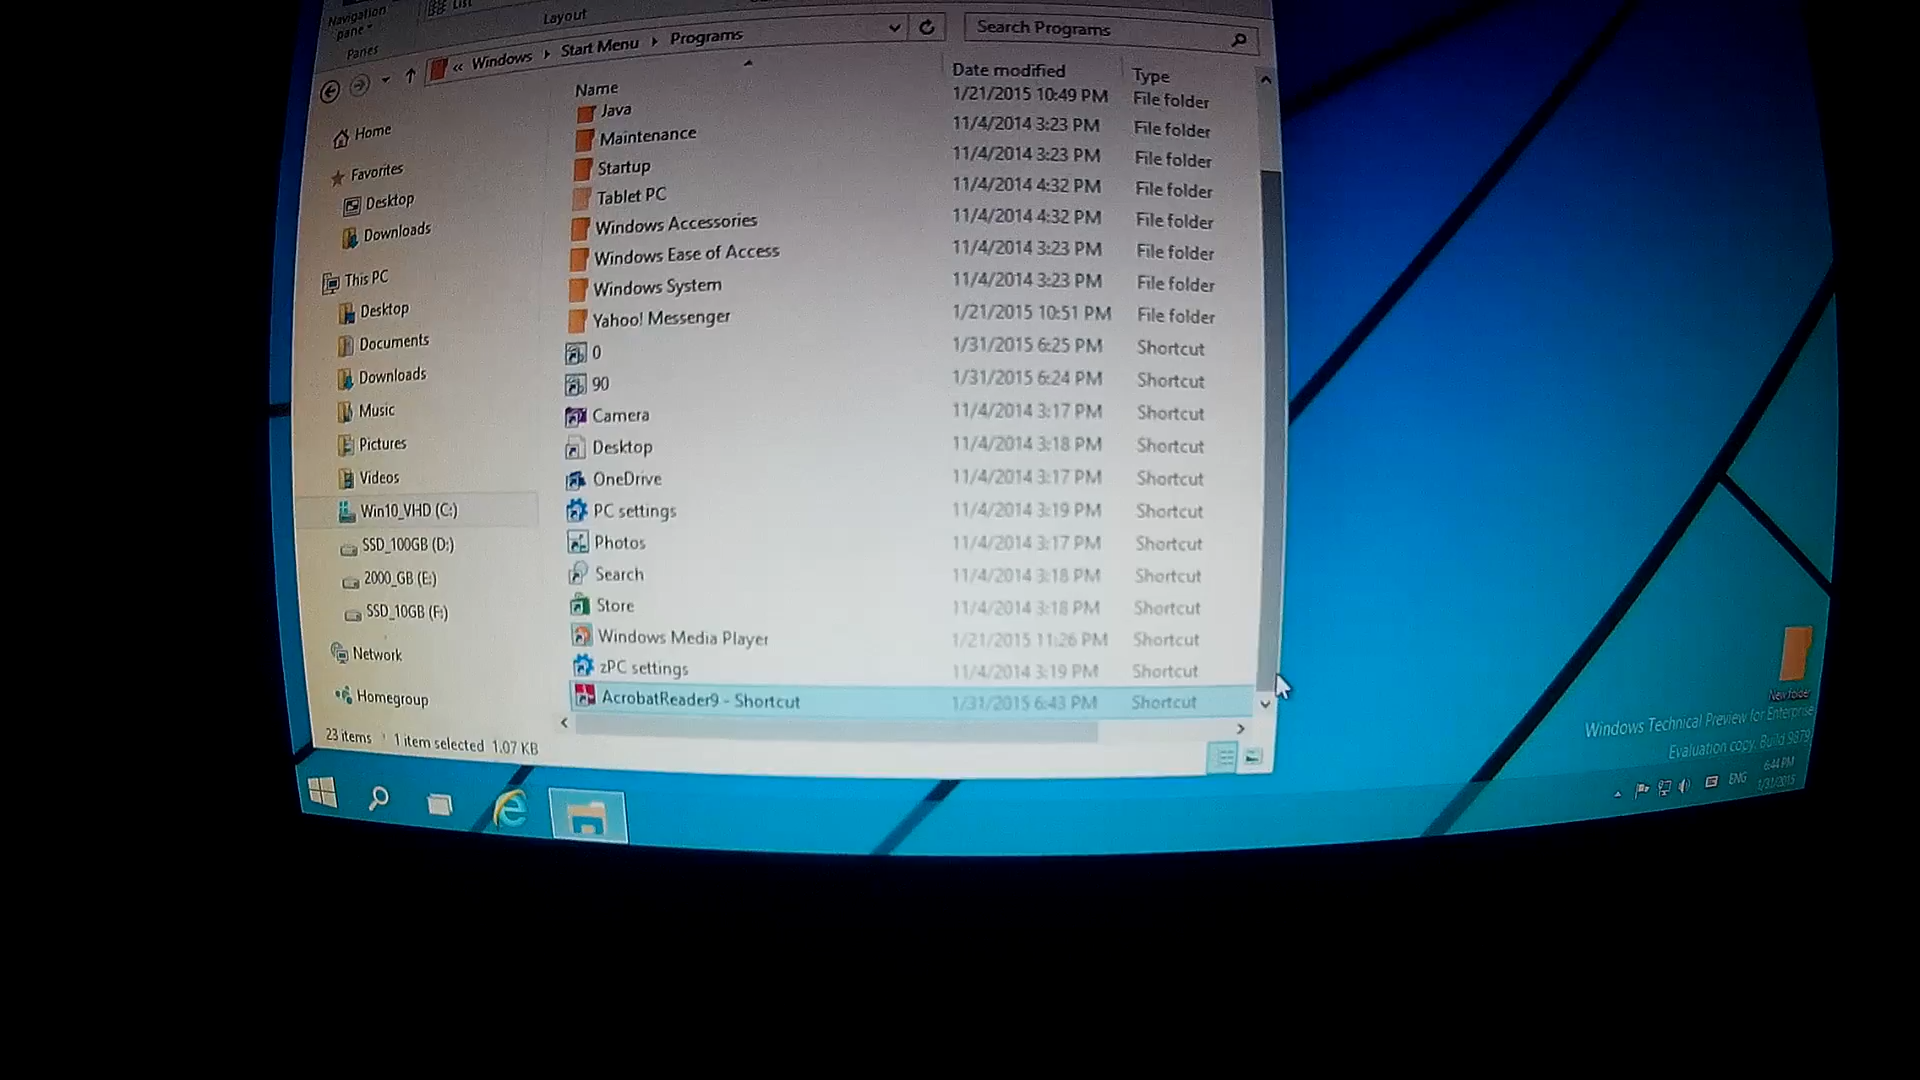 Navigation
pane
List
Panes
Layout
« Windows › Start Menu › Programs
Search Programs
Name
Date modified
Type
Java 1/21/2015 10:49 PM File folder
Maintenance 11/4/2014 3:23 PM File folder
Startup 11/4/2014 3:23 PM File folder
Tablet PC 11/4/2014 4:32 PM File folder
Windows Accessories 11/4/2014 4:32 PM File folder
Windows Ease of Access 11/4/2014 3:23 PM File folder
Windows System 11/4/2014 3:23 PM File folder
Yahoo! Messenger 1/21/2015 10:51 PM File folder
0 1/31/2015 6:25 PM Shortcut
90 1/31/2015 6:24 PM Shortcut
Camera 11/4/2014 3:17 PM Shortcut
Desktop 11/4/2014 3:18 PM Shortcut
OneDrive 11/4/2014 3:17 PM Shortcut
PC settings 11/4/2014 3:19 PM Shortcut
Photos 11/4/2014 3:17 PM Shortcut
Search 11/4/2014 3:18 PM Shortcut
Store 11/4/2014 3:18 PM Shortcut
Windows Media Player 1/21/2015 11:26 PM Shortcut
zPC settings 11/4/2014 3:19 PM Shortcut
AcrobatReader9 - Shortcut 1/31/2015 6:43 PM Shortcut
Home
Favorites
Desktop
Downloads
This PC
Desktop
Documents
Downloads
Music
Pictures
Videos
Win10_VHD (C:)
SSD_100GB (D:)
2000_GB (E:)
SSD_10GB (F:)
Network
Homegroup
23 items 1 item selected 1.07 KB
New folder
Windows Technical Preview for Enterprise
Evaluation copy. Build 9879
ENG
6:44 PM
1/31/2015